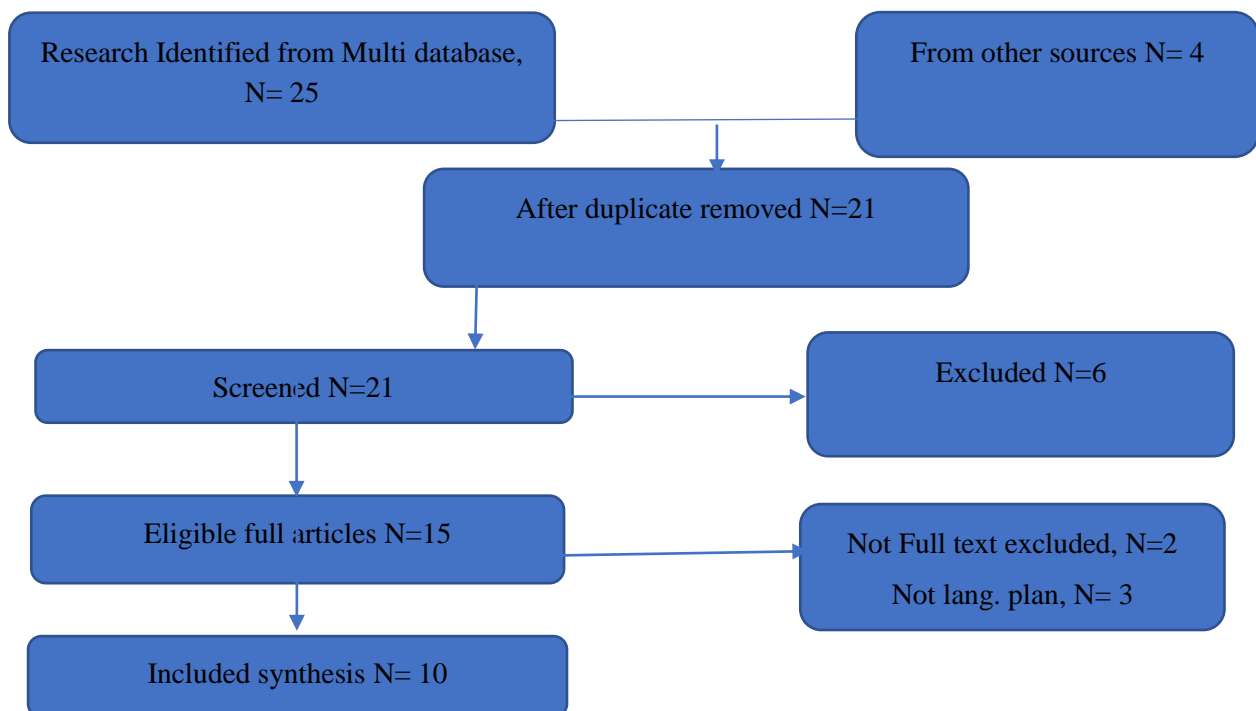 Research Identified from Multi database,
N= 25
From other sources N= 4
After duplicate removed N=21
Screened N=21
Excluded N=6
Eligible full articles N=15
Not Full text excluded, N=2
Not lang. plan, N= 3
Included synthesis N= 10